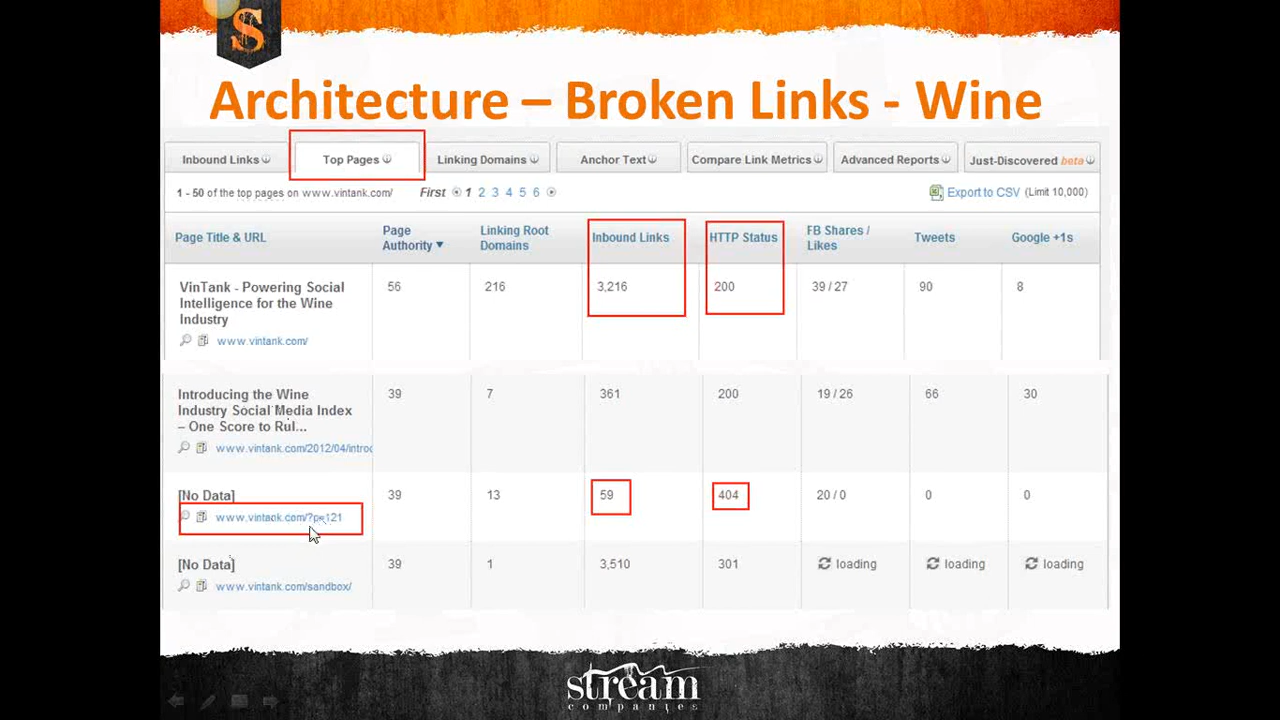 S
Architecture – Broken Links - Wine
Inbound Links
Top Pages
Linking Domains
Anchor Text
Compare Link Metrics
Advanced Reports
Just-Discovered beta
1 - 50 of the top pages on www.vintank.com/ First 1 2 3 4 5 6
Export to CSV (Limit 10,000)
Page Title & URL
Page
Authority
Linking Root
Domains
Inbound Links
HTTP Status
FB Shares /
Likes
Tweets
Google +1s
VinTank - Powering Social
Intelligence for the Wine
Industry
www.vintank.com/
56
216
3,216
200
39 / 27
90
8
Introducing the Wine
Industry Social Media Index
– One Score to Rul...
www.vintank.com/2012/04/introd
39
7
361
200
19 / 26
66
30
[No Data]
www.vintank.com/?p=121
39
13
59
404
20 / 0
0
0
[No Data]
www.vintank.com/sandbox/
39
1
3,510
301
loading
loading
loading
stream
companies